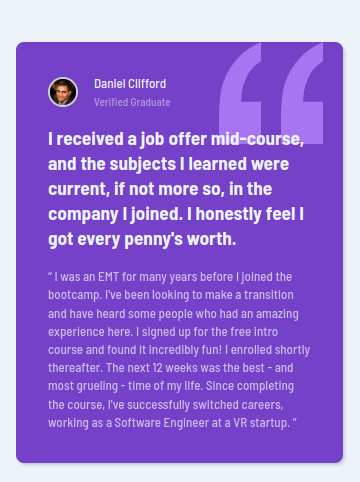 Daniel Clifford
Verified Graduate
I received a job offer mid-course,
and the subjects I learned were
current, if not more so, in the
company I joined. I honestly feel I
got every penny's worth.
“ I was an EMT for many years before I joined the
bootcamp. I've been looking to make a transition
and have heard some people who had an amazing
experience here. I signed up for the free intro
course and found it incredibly fun! I enrolled shortly
thereafter. The next 12 weeks was the best - and
most grueling - time of my life. Since completing
the course, I've successfully switched careers,
working as a Software Engineer at a VR startup. ”